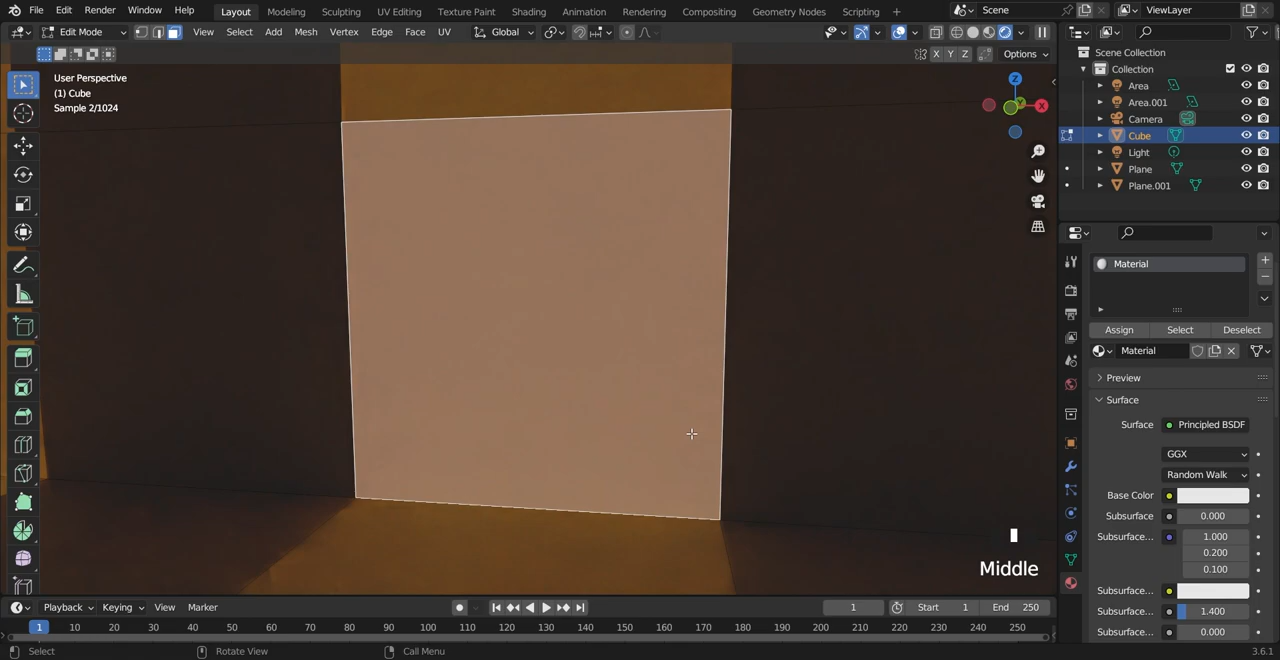 File Edit Render Window Help Layout Modeling Sculpting UV Editing Texture Paint Shading Animation Rendering Compositing Geometry Nodes Scripting + Scene ViewLayer
Edit Mode View Select Add Mesh Vertex Edge Face UV Global
X Y Z Options
User Perspective
(1) Cube
Sample 2/1024
Z
X
Middle
Scene Collection
Collection
Area
Area.001
Camera
Cube
Light
Plane
Plane.001
Material
Assign Select Deselect
Material
Preview
Surface
Surface Principled BSDF
GGX
Random Walk
Base Color
Subsurface 0.000
Subsurface... 1.000
0.200
0.100
Subsurface...
Subsurface... 1.400
Subsurface... 0.000
Playback Keying View Marker 1 Start 1 End 250
1 10 20 30 40 50 60 70 80 90 100 110 120 130 140 150 160 170 180 190 200 210 220 230 240 250
Select Rotate View Call Menu 3.6.1